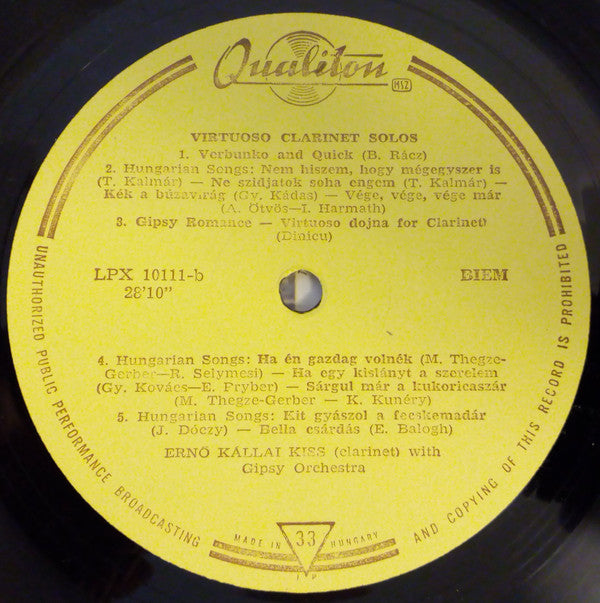 Qualiton
MSZ
VIRTUOSO CLARINET SOLOS
1. Verbunko and Quick (B. Rácz)
2. Hungarian Songs: Nem hiszem, hogy mégegyszer is
(T. Kalmár) — Ne szidjatok soha engem (T. Kalmár) —
Kék a búzavirág (Gy. Kádas) — Vége, vége, vége már
(A. Ötvös—I. Harmath)
3. Gipsy Romance — Virtuoso dojna for Clarinet)
(Dinicu)
LPX 10111-b
28'10"
BIEM
4. Hungarian Songs: Ha én gazdag volnék (M. Thegze-
Gerber—R. Selymesi) — Ha egy kislányt a szerelem
(Gy. Kovács—E. Fryber) — Sárgul már a kukoricaszár
(M. Thegze-Gerber — K. Kunéry)
5. Hungarian Songs: Kit gyászol a fecskemadár
(J. Dóczy) — Bella csárdás (E. Balogh)
ERNŐ KÁLLAI KISS (clarinet) with
Gipsy Orchestra
UNAUTHORIZED PUBLIC PERFORMANCE BROADCASTING AND COPYING OF THIS RECORD IS PROHIBITED
MADE IN HUNGARY
33